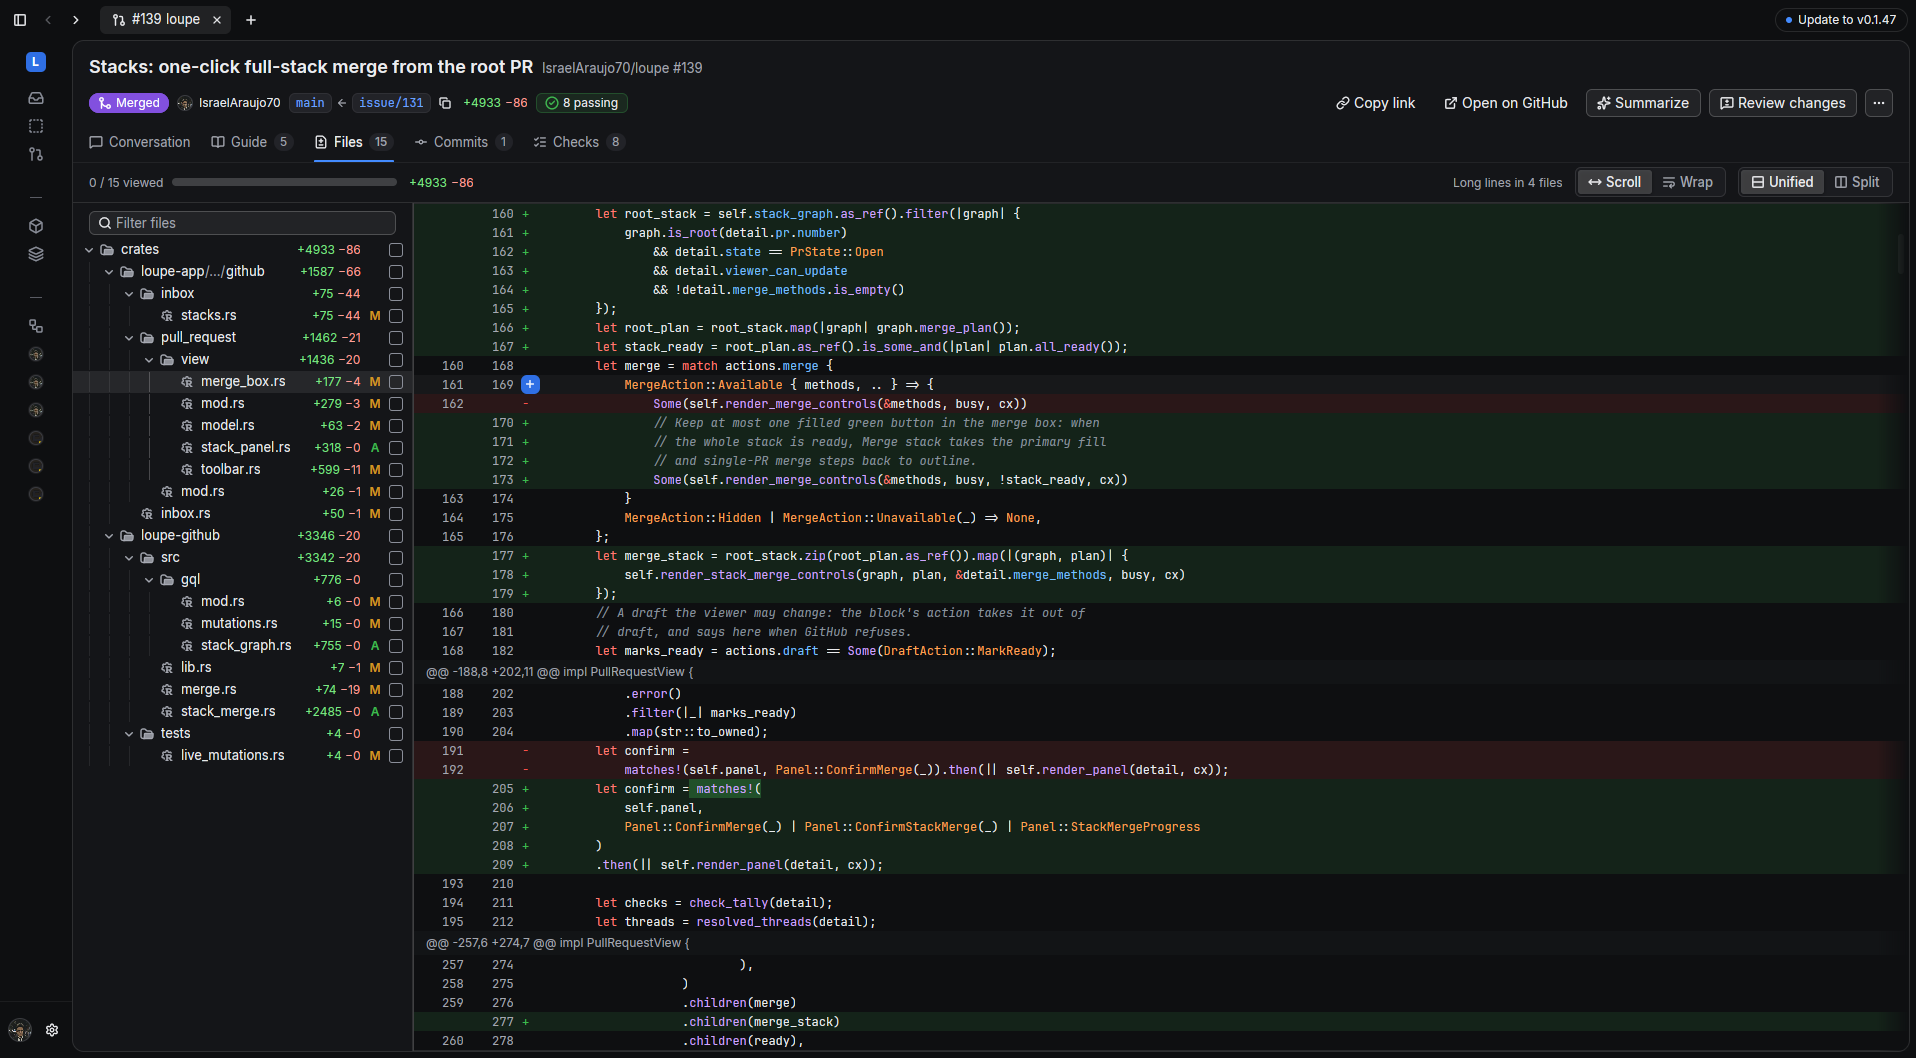 #139 loupe
Update to v0.1.47
L
Stacks: one-click full-stack merge from the root PR IsraelAraujo70/loupe #139
Merged IsraelAraujo70 main ← issue/131 +4933 −86 8 passing
Copy link Open on GitHub Summarize Review changes
Conversation Guide 5 Files 15 Commits 1 Checks 8
0 / 15 viewed +4933 −86
Long lines in 4 files Scroll Wrap Unified Split
Filter files
crates +4933 −86
loupe-app/.../github +1587 −66
inbox +75 −44
stacks.rs +75 −44 M
pull_request +1462 −21
view +1436 −20
merge_box.rs +177 −4 M
mod.rs +279 −3 M
model.rs +63 −2 M
stack_panel.rs +318 −0 A
toolbar.rs +599 −11 M
mod.rs +26 −1 M
inbox.rs +50 −1 M
loupe-github +3346 −20
src +3342 −20
gql +776 −0
mod.rs +6 −0 M
mutations.rs +15 −0 M
stack_graph.rs +755 −0 A
lib.rs +7 −1 M
merge.rs +74 −19 M
stack_merge.rs +2485 −0 A
tests +4 −0
live_mutations.rs +4 −0 M
160 + let root_stack = self.stack_graph.as_ref().filter(|graph| {
161 + graph.is_root(detail.pr.number)
162 + && detail.state == PrState::Open
163 + && detail.viewer_can_update
164 + && !detail.merge_methods.is_empty()
165 + });
166 + let root_plan = root_stack.map(|graph| graph.merge_plan());
167 + let stack_ready = root_plan.as_ref().is_some_and(|plan| plan.all_ready());
160 168 let merge = match actions.merge {
161 169 + MergeAction::Available { methods, .. } => {
162 - Some(self.render_merge_controls(&methods, busy, cx))
170 + // Keep at most one filled green button in the merge box: when
171 + // the whole stack is ready, Merge stack takes the primary fill
172 + // and single-PR merge steps back to outline.
173 + Some(self.render_merge_controls(&methods, busy, !stack_ready, cx))
163 174 }
164 175 MergeAction::Hidden | MergeAction::Unavailable(_) => None,
165 176 };
177 + let merge_stack = root_stack.zip(root_plan.as_ref()).map(|(graph, plan)| {
178 + self.render_stack_merge_controls(graph, plan, &detail.merge_methods, busy, cx)
179 + });
166 180 // A draft the viewer may change: the block's action takes it out of
167 181 // draft, and says here when GitHub refuses.
168 182 let marks_ready = actions.draft == Some(DraftAction::MarkReady);
@@ -188,8 +202,11 @@ impl PullRequestView {
188 202 .error()
189 203 .filter(|_| marks_ready)
190 204 .map(str::to_owned);
191 - let confirm =
192 - matches!(self.panel, Panel::ConfirmMerge(_)).then(|| self.render_panel(detail, cx));
205 + let confirm = matches!(
206 + self.panel,
207 + Panel::ConfirmMerge(_) | Panel::ConfirmStackMerge(_) | Panel::StackMergeProgress
208 + )
209 + .then(|| self.render_panel(detail, cx));
193 210
194 211 let checks = check_tally(detail);
195 212 let threads = resolved_threads(detail);
@@ -257,6 +274,7 @@ impl PullRequestView {
257 274 ),
258 275 )
259 276 .children(merge)
277 + .children(merge_stack)
260 278 .children(ready),